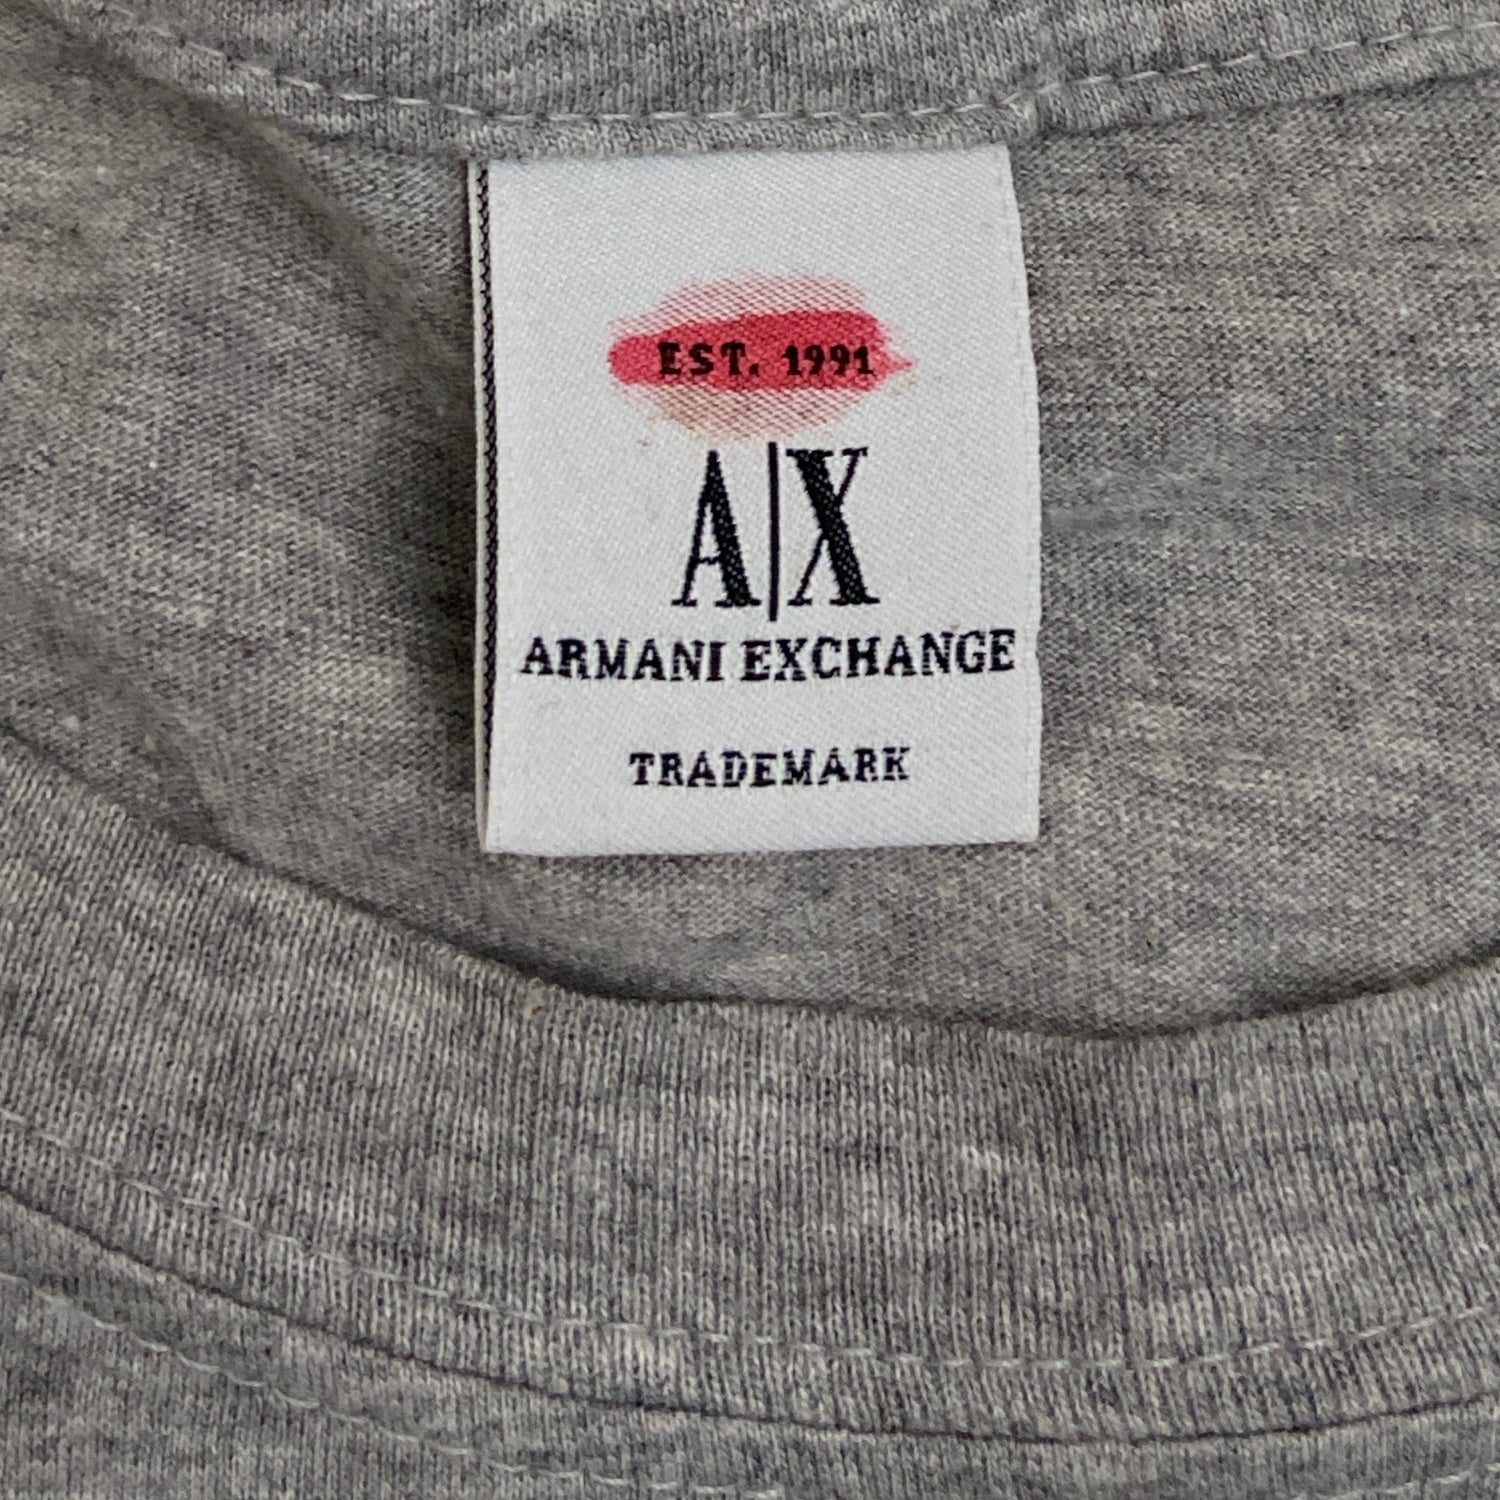 EST. 1991
A|X
ARMANI EXCHANGE
TRADEMARK